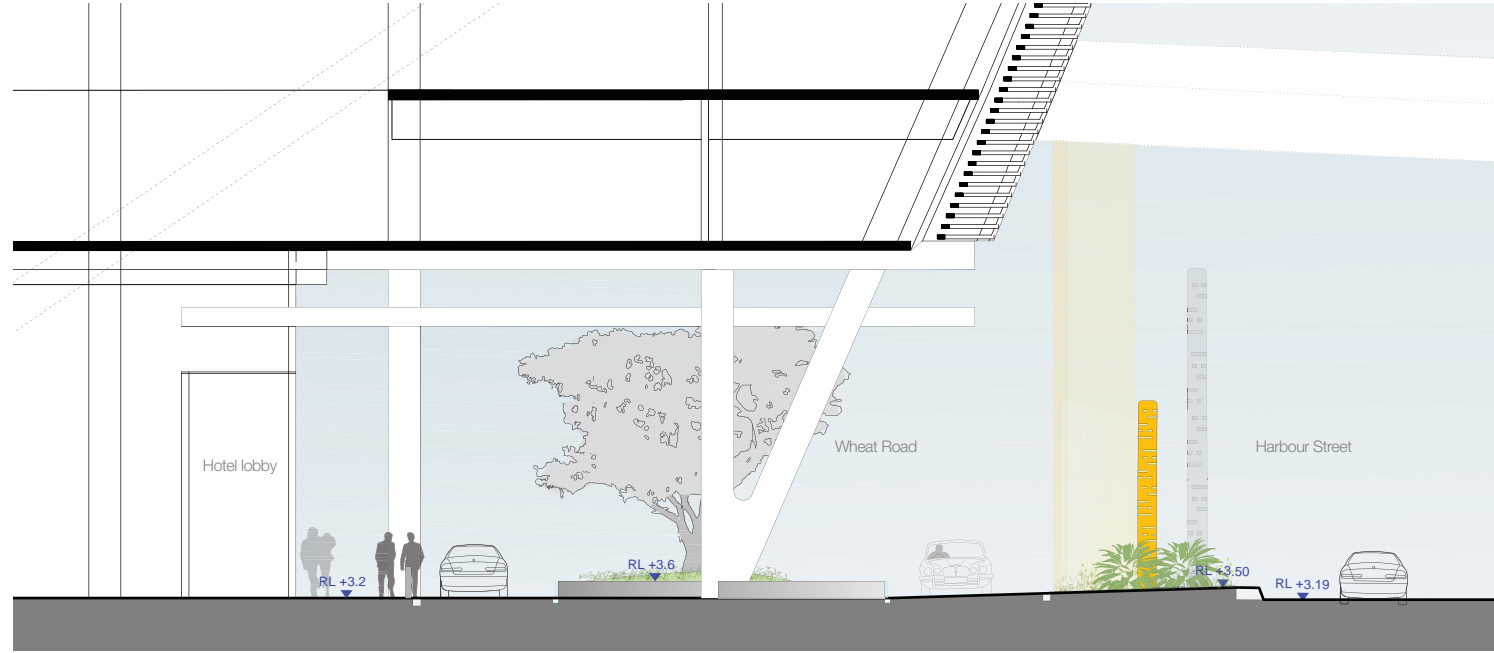 Wheat Road
Harbour Street
Hotel lobby
RL +3.6
RL +3.50
RL +3.2
RL +3.19